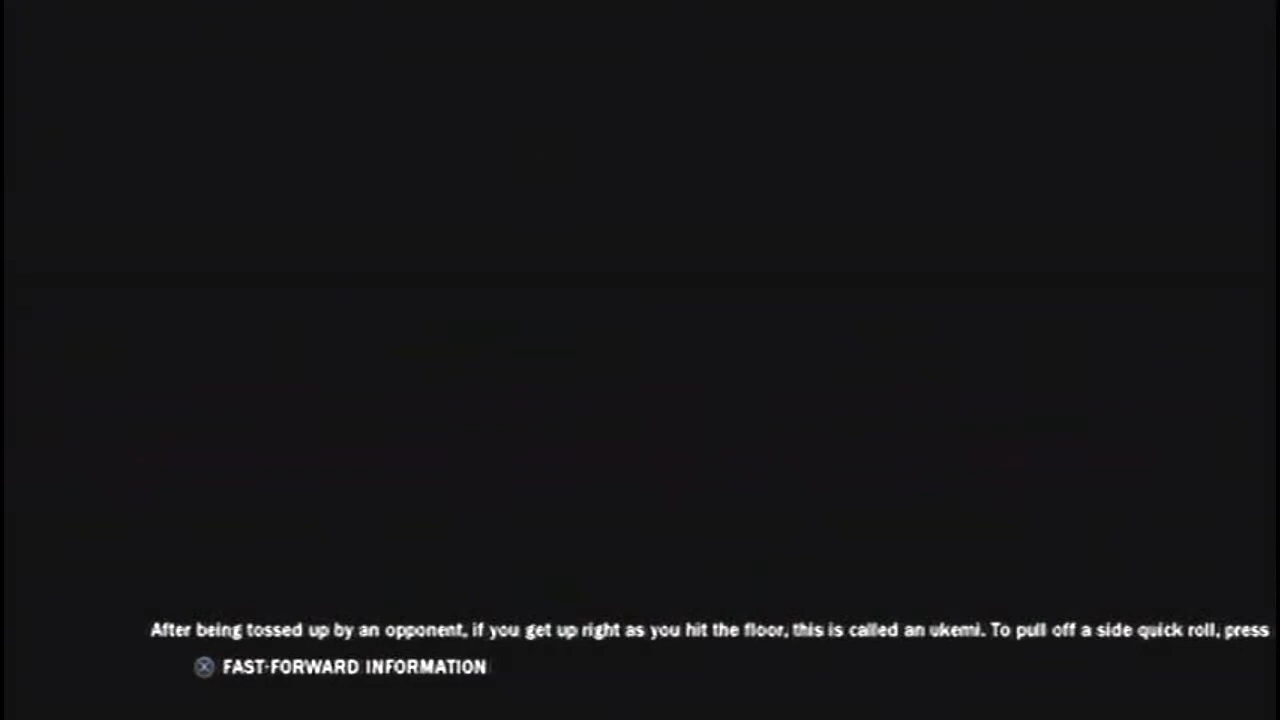 After being tossed up by an opponent, if you get up right as you hit the floor, this is called an ukemi. To pull off a side quick roll, press
FAST-FORWARD INFORMATION